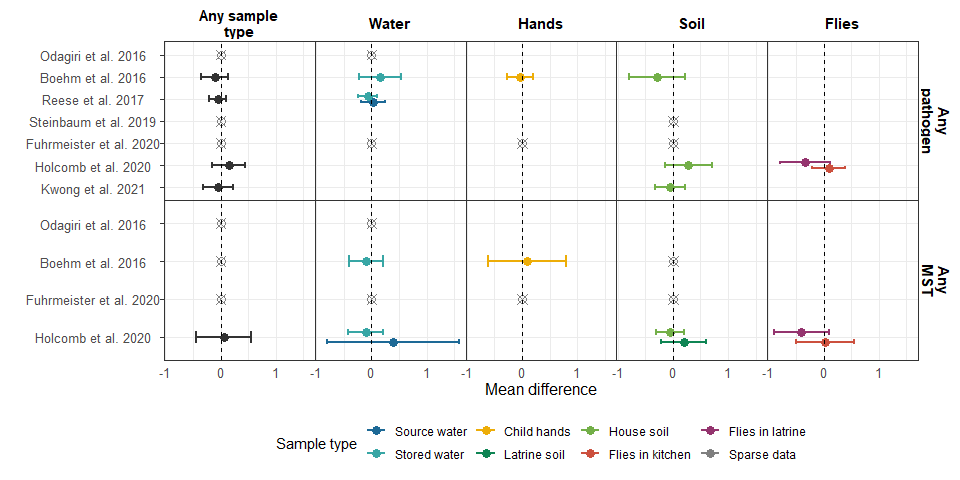 Any sample
type
Water
Hands
Soil
Flies
Odagiri et al. 2016
Boehm et al. 2016
Reese et al. 2017
Steinbaum et al. 2019
Fuhrmeister et al. 2020
Holcomb et al. 2020
Kwong et al. 2021
Any
pathogen
Odagiri et al. 2016
Boehm et al. 2016
Fuhrmeister et al. 2020
Holcomb et al. 2020
Any
MST
-1 0 1 -1 0 1 -1 0 1 -1 0 1 -1 0 1
Mean difference
Sample type
Source water Child hands House soil Flies in latrine
Stored water Latrine soil Flies in kitchen Sparse data